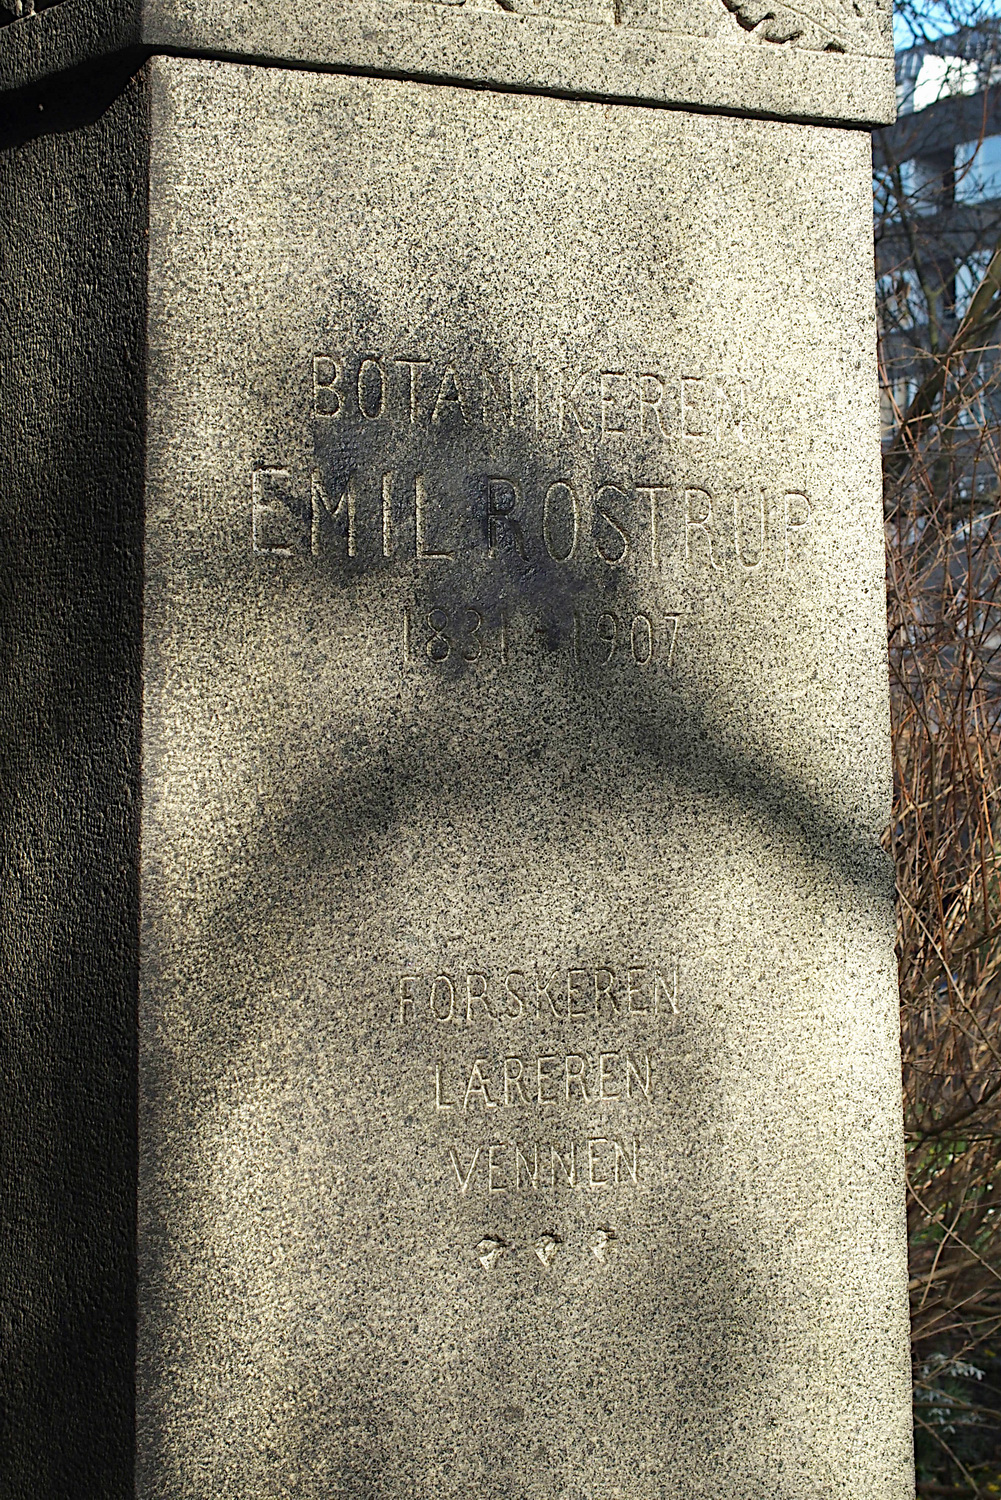 BOTANIKEREN
EMIL ROSTRUP
1831-1907
FORSKEREN
LÆREREN
VENNEN